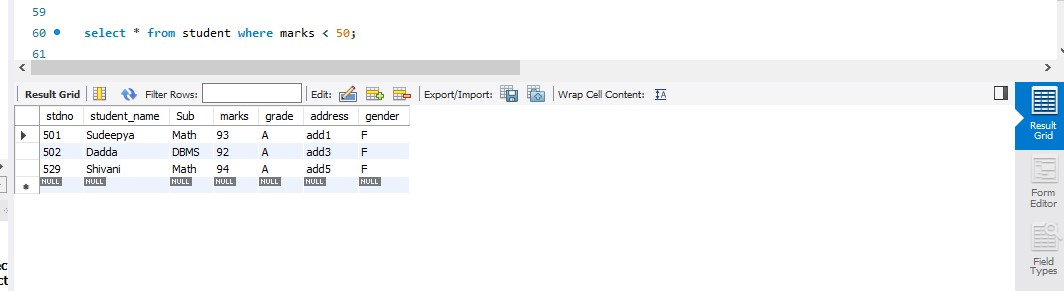 59
60 select * from student where marks < 50;
61
Result Grid Filter Rows: Edit: Export/Import: Wrap Cell Content: IA
stdno student_name Sub marks grade address gender
501 Sudeepya Math 93 A add1 F
502 Dadda DBMS 92 A add3 F
529 Shivani Math 94 A add5 F
NULL NULL NULL NULL NULL NULL NULL
Result
Grid
Form
Editor
Field
Types